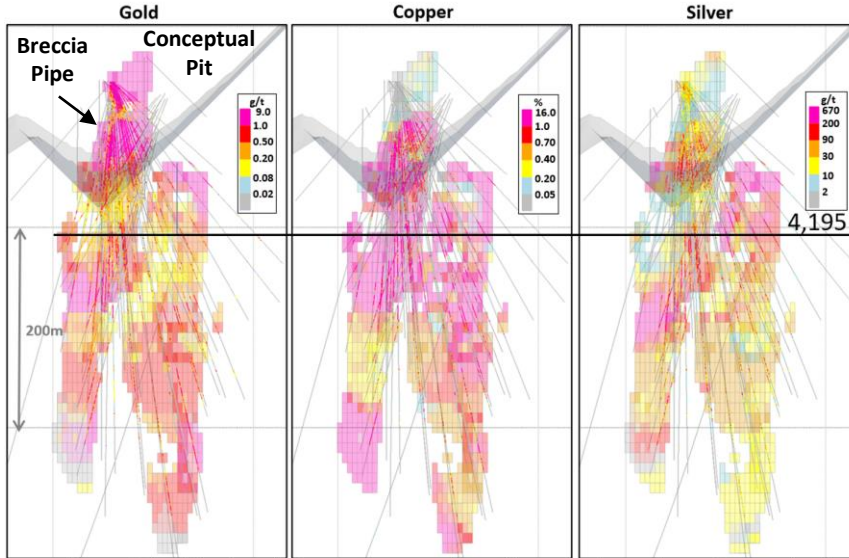 Gold
Copper
Silver
Breccia
Pipe
Conceptual
Pit
g/t
9.0
1.0
0.50
0.20
0.08
0.02
%
16.0
1.0
0.70
0.40
0.20
0.05
g/t
670
200
90
30
10
2
4,195
200m